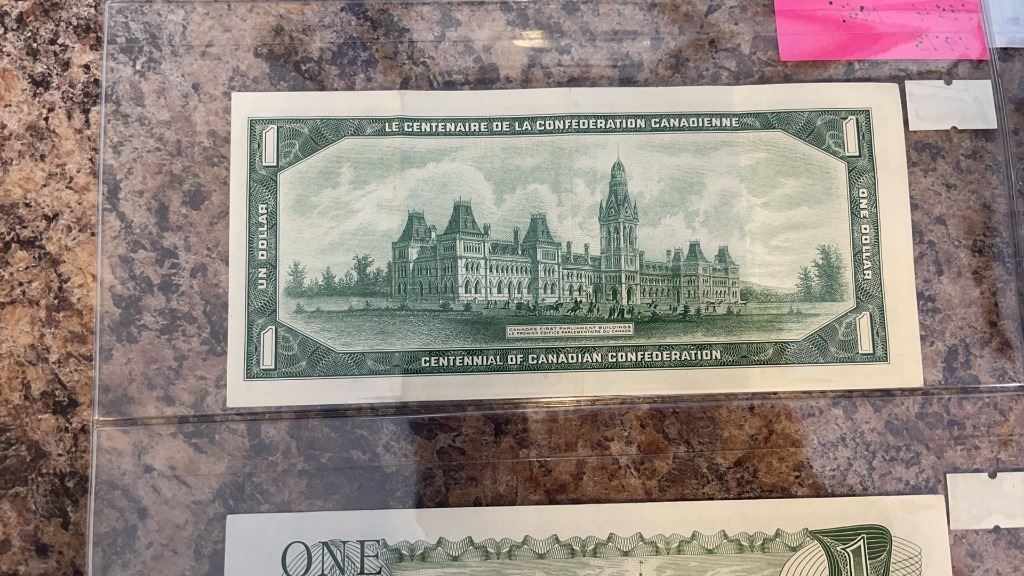 LE CENTENAIRE DE LA CONFÉDÉRATION CANADIENNE
1
1
UN DOLLAR
ONE DOLLAR
CANADA'S FIRST PARLIAMENT BUILDINGS
LE PREMIER ÉDIFICE PARLEMENTAIRE DU CANADA
1
1
CENTENNIAL OF CANADIAN CONFEDERATION
ONE
1